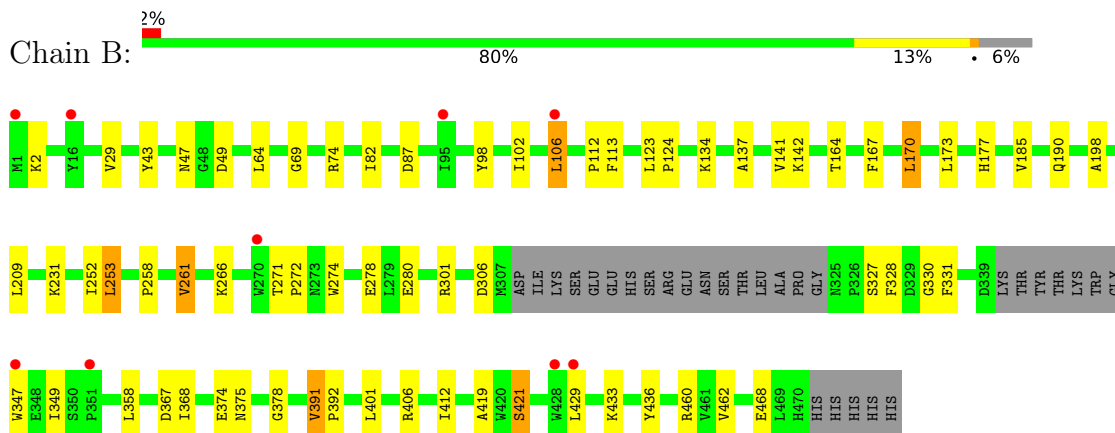 2%
Chain B:
80% 13% • 6%
M1 K2 Y16 V29 Y43 N47 G48 D49 L64 G69 R74 I82 D87 I95 Y98 I102 L106 P112 F113 L123 P124 K134 A137 V141 K142 T164 F167 L170 L173 H177 V185 Q190 A198
L209 K231 I252 L253 P258 V261 K266 W270 T271 P272 N273 W274 E278 L279 E280 R301 D306 M307 ASP ILE LYS SER GLU GLU HIS SER ARG GLU ASN SER THR LEU ALA PRO GLY N325 P326 S327 F328 D329 G330 F331 D339 LYS THR TYR THR LYS TRP
W347 E348 I349 S350 P351 L358 D367 I368 E374 N375 G378 V391 P392 L401 R406 I412 A419 W420 S421 W428 L429 K433 Y436 R460 V461 V462 E468 L469 H470 HIS HIS HIS HIS HIS